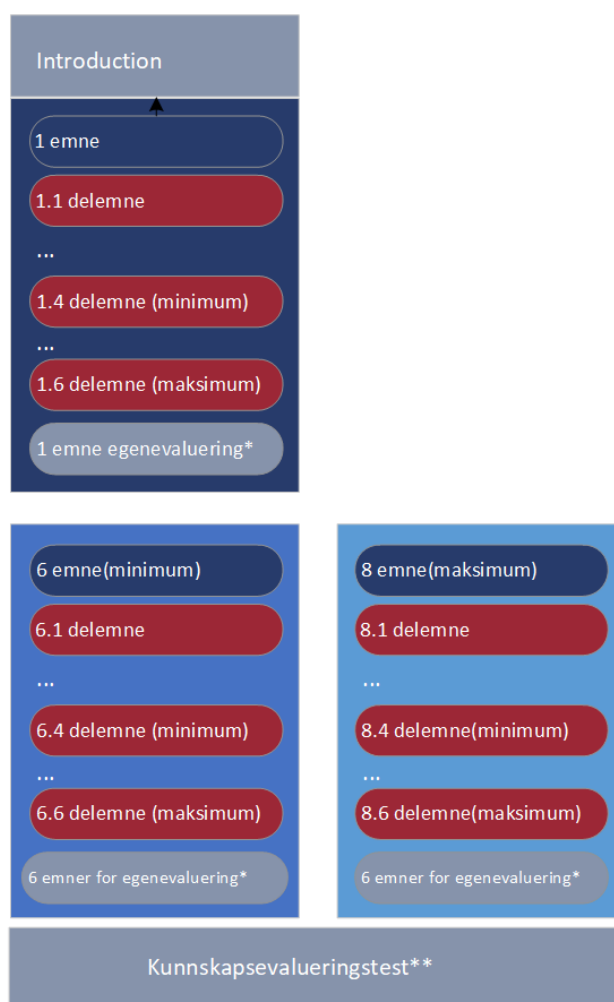 Introduction
1 emne
1.1 delemne
...
1.4 delemne (minimum)
...
1.6 delemne (maksimum)
1 emne egenevaluering*
6 emne(minimum)
6.1 delemne
...
6.4 delemne (minimum)
...
6.6 delemne (maksimum)
6 emner for egenevaluering*
8 emne(maksimum)
8.1 delemne
...
8.4 delemne(minimum)
...
8.6 delemne(maksimum)
6 emner for egenevaluering*
Kunnskapsevalueringstest**